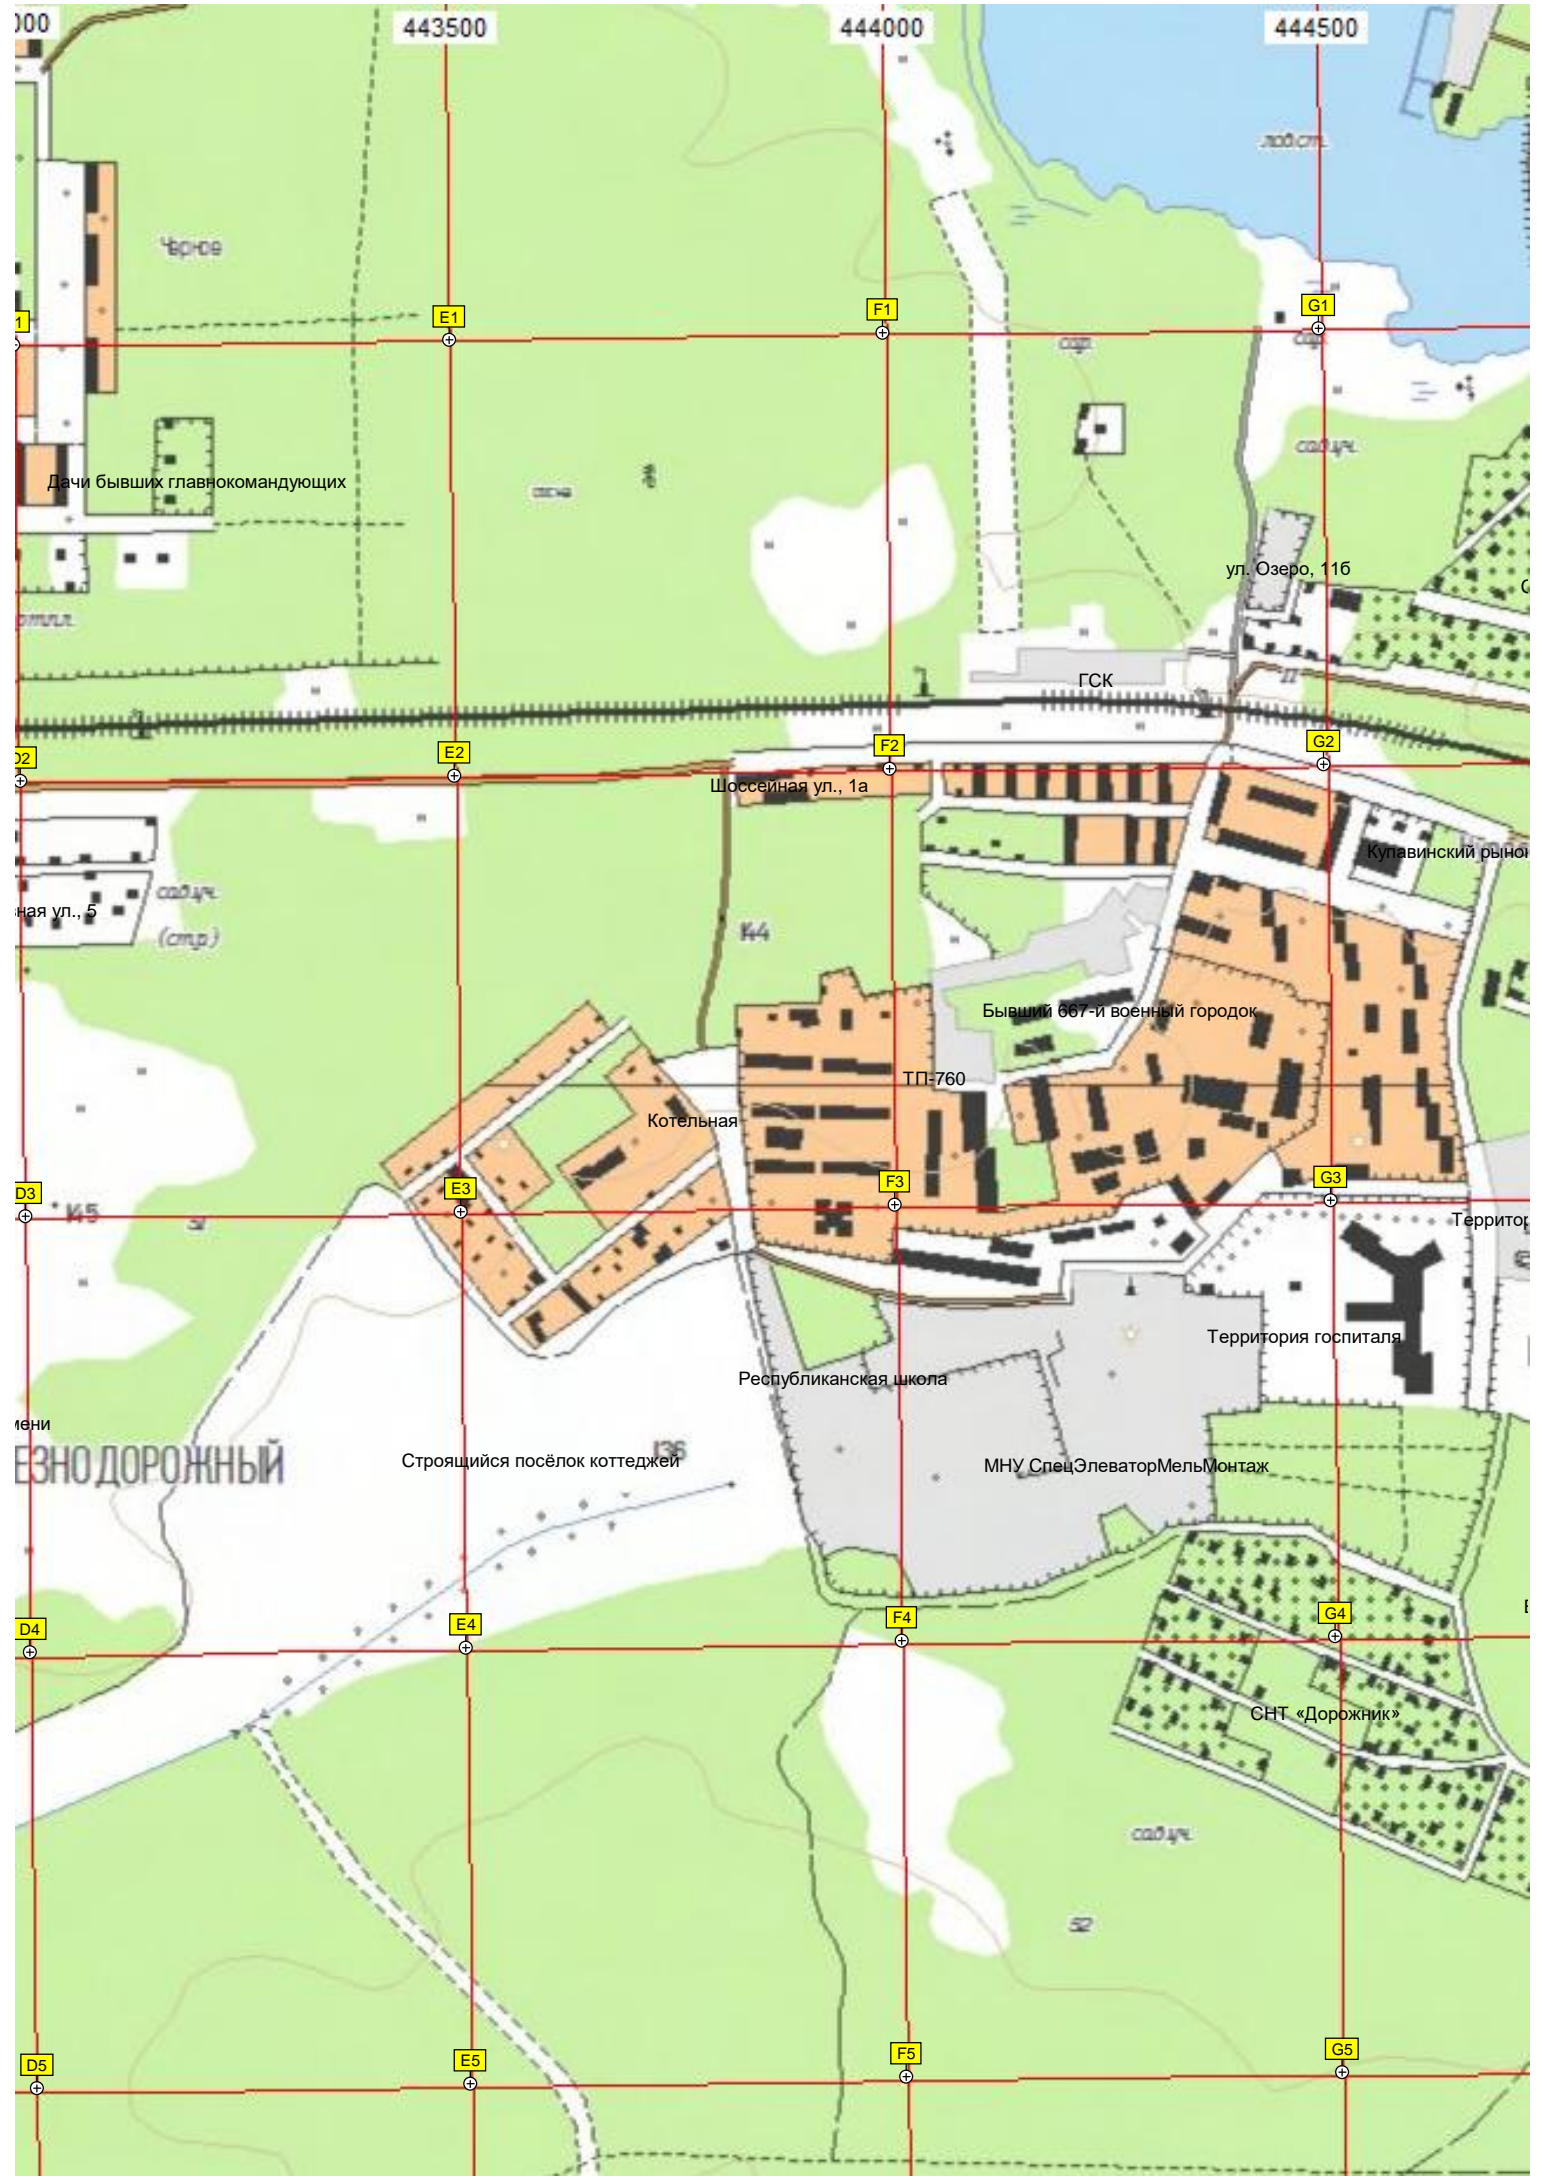 000
443500
444000
444500
Черное
E1
F1
G1
1
сар.
сар.
Дачи бывших главнокомандующих
сад.уч.
ул. Озеро, 11б
ГСК
D2
E2
F2
G2
Шоссейная ул., 1а
Купавинский рынок
сад.уч.
(стр.)
ная ул., 5
144
Бывший 667-й военный городок
ТП-760
Котельная
D3
E3
F3
G3
145
Территор
Территория госпиталя
Республиканская школа
мени
ЕЗНОДОРОЖНЫЙ
Строящийся посёлок коттеджей
136
МНУ СпецЭлеваторМельМонтаж
D4
E4
F4
G4
СНТ «Дорожник»
сад.уч.
52
D5
E5
F5
G5